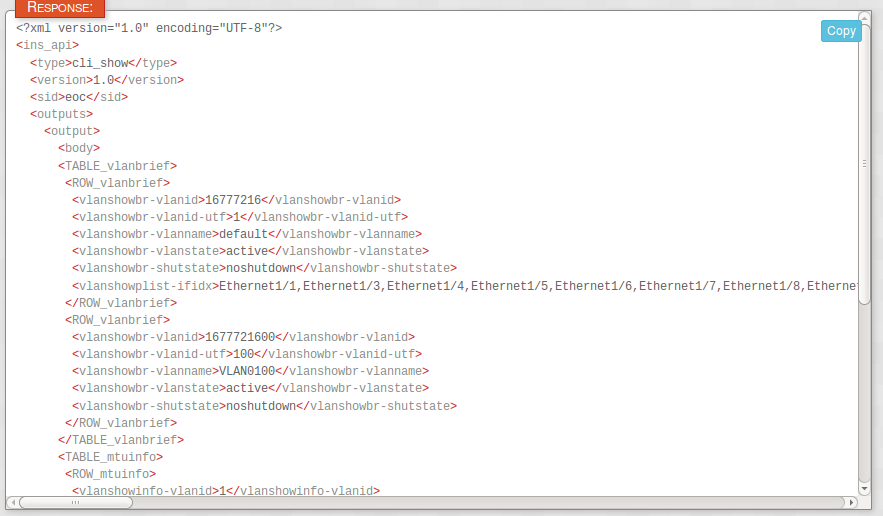 RESPONSE:
Copy
<?xml version="1.0" encoding="UTF-8"?>
<ins_api>
<type>cli_show</type>
<version>1.0</version>
<sid>eoc</sid>
<outputs>
<output>
<body>
<TABLE_vlanbrief>
<ROW_vlanbrief>
<vlanshowbr-vlanid>16777216</vlanshowbr-vlanid>
<vlanshowbr-vlanid-utf>1</vlanshowbr-vlanid-utf>
<vlanshowbr-vlanname>default</vlanshowbr-vlanname>
<vlanshowbr-vlanstate>active</vlanshowbr-vlanstate>
<vlanshowbr-shutstate>noshutdown</vlanshowbr-shutstate>
<vlanshowplist-ifidx>Ethernet1/1,Ethernet1/3,Ethernet1/4,Ethernet1/5,Ethernet1/6,Ethernet1/7,Ethernet1/8,Etherne
</ROW_vlanbrief>
<ROW_vlanbrief>
<vlanshowbr-vlanid>1677721600</vlanshowbr-vlanid>
<vlanshowbr-vlanid-utf>100</vlanshowbr-vlanid-utf>
<vlanshowbr-vlanname>VLAN0100</vlanshowbr-vlanname>
<vlanshowbr-vlanstate>active</vlanshowbr-vlanstate>
<vlanshowbr-shutstate>noshutdown</vlanshowbr-shutstate>
</ROW_vlanbrief>
</TABLE_vlanbrief>
<TABLE_mtuinfo>
<ROW_mtuinfo>
<vlanshowinfo-vlanid>1</vlanshowinfo-vlanid>